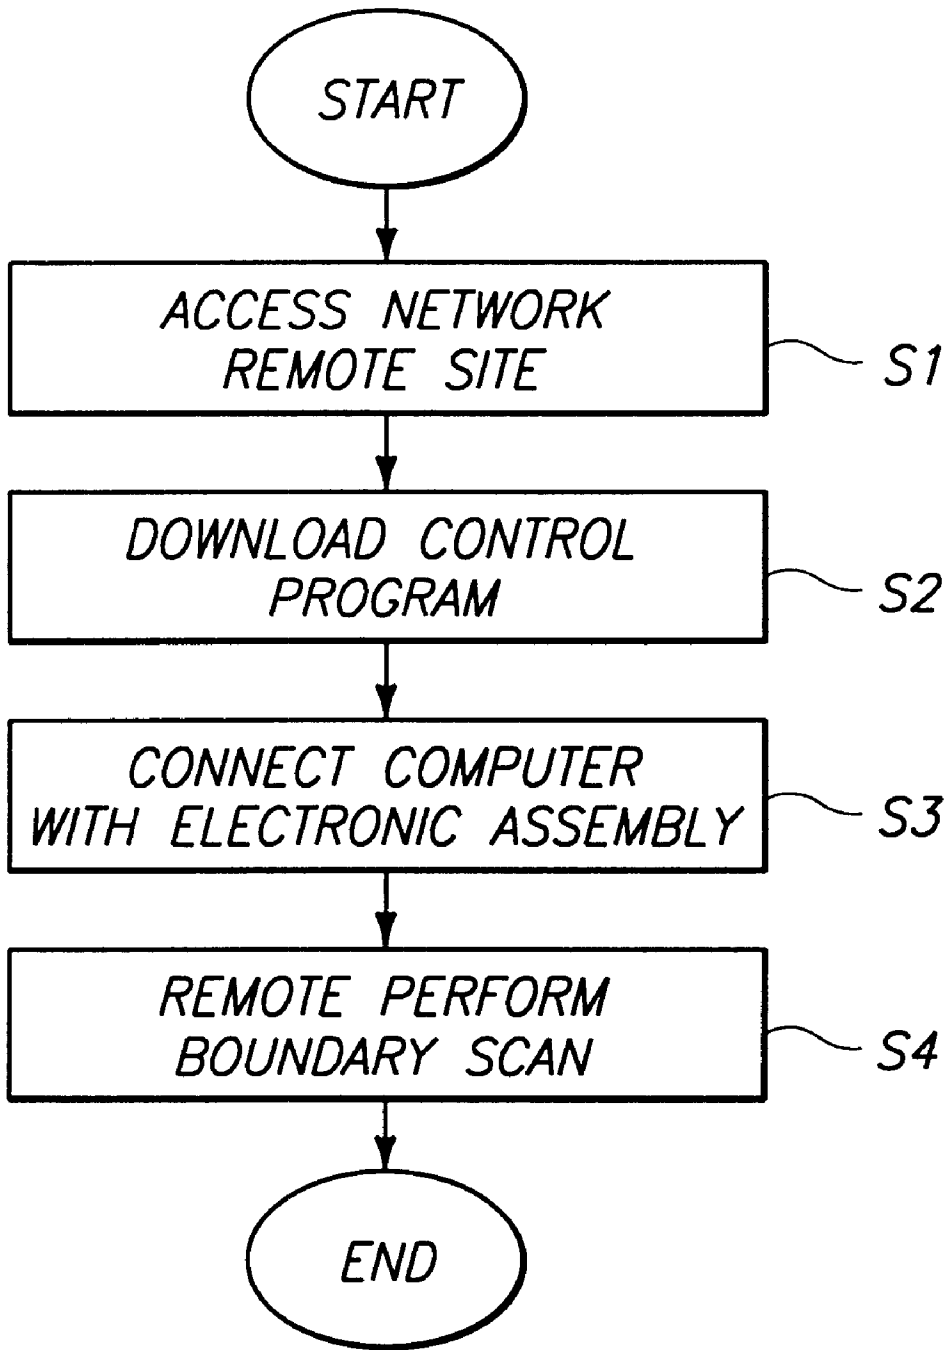 START
ACCESS NETWORK
REMOTE SITE
S1
DOWNLOAD CONTROL
PROGRAM
S2
CONNECT COMPUTER
WITH ELECTRONIC ASSEMBLY
S3
REMOTE PERFORM
BOUNDARY SCAN
S4
END